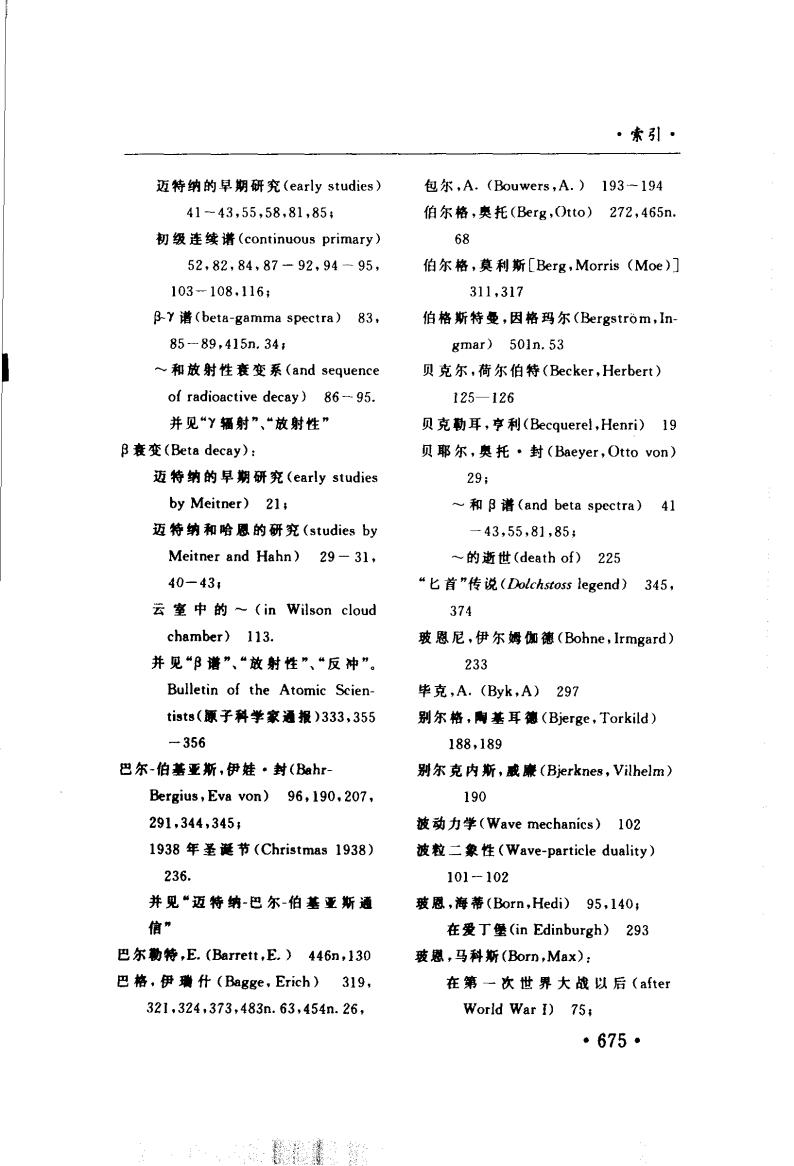 ·索引·
迈特纳的早期研究(early studies)
41-43,55,58,81,85;
初级连续谱(continuous primary)
52,82,84,87-92,94-95,
103-108,116;
β-γ谱(beta-gamma spectra) 83,
85-89,415n.34;
~和放射性衰变系(and sequence
of radioactive decay) 86-95.
并见“γ辐射”、“放射性”
β衰变(Beta decay):
迈特纳的早期研究(early studies
by Meitner) 21;
迈特纳和哈恩的研究(studies by
Meitner and Hahn) 29-31,
40-43;
云室中的~(in Wilson cloud
chamber) 113.
并见“β谱”、“放射性”、“反冲”。
Bulletin of the Atomic Scien-
tists(原子科学家通报)333,355
-356
巴尔-伯基亚斯,伊娃·封(Bahr-
Bergius,Eva von) 96,190,207,
291,344,345;
1938年圣诞节(Christmas 1938)
236.
并见“迈特纳-巴尔-伯基亚斯通
信”
巴尔勒特,E.(Barrett,E.) 446n,130
巴格,伊瑞什(Bagge,Erich) 319,
321,324,373,483n.63,454n.26,
包尔,A.(Bouwers,A.) 193-194
伯尔格,奥托(Berg,Otto) 272,465n.
68
伯尔格,莫利斯[Berg,Morris (Moe)]
311,317
伯格斯特曼,因格玛尔(Bergström,In-
gmar) 501n.53
贝克尔,荷尔伯特(Becker,Herbert)
125-126
贝克勒耳,亨利(Becquerel,Henri) 19
贝耶尔,奥托·封(Baeyer,Otto von)
29;
~和β谱(and beta spectra) 41
-43,55,81,85;
~的逝世(death of) 225
“匕首”传说(Dolchstoss legend) 345,
374
玻恩尼,伊尔姆伽德(Bohne,Irmgard)
233
毕克,A.(Byk,A) 297
别尔格,陶基耳德(Bjerge,Torkild)
188,189
别尔克内斯,威廉(Bjerknes,Vilhelm)
190
波动力学(Wave mechanics) 102
波粒二象性(Wave-particle duality)
101-102
玻恩,海蒂(Born,Hedi) 95,140;
在爱丁堡(in Edinburgh) 293
玻恩,马科斯(Born,Max):
在第一次世界大战以后(after
World War I) 75;
·675·